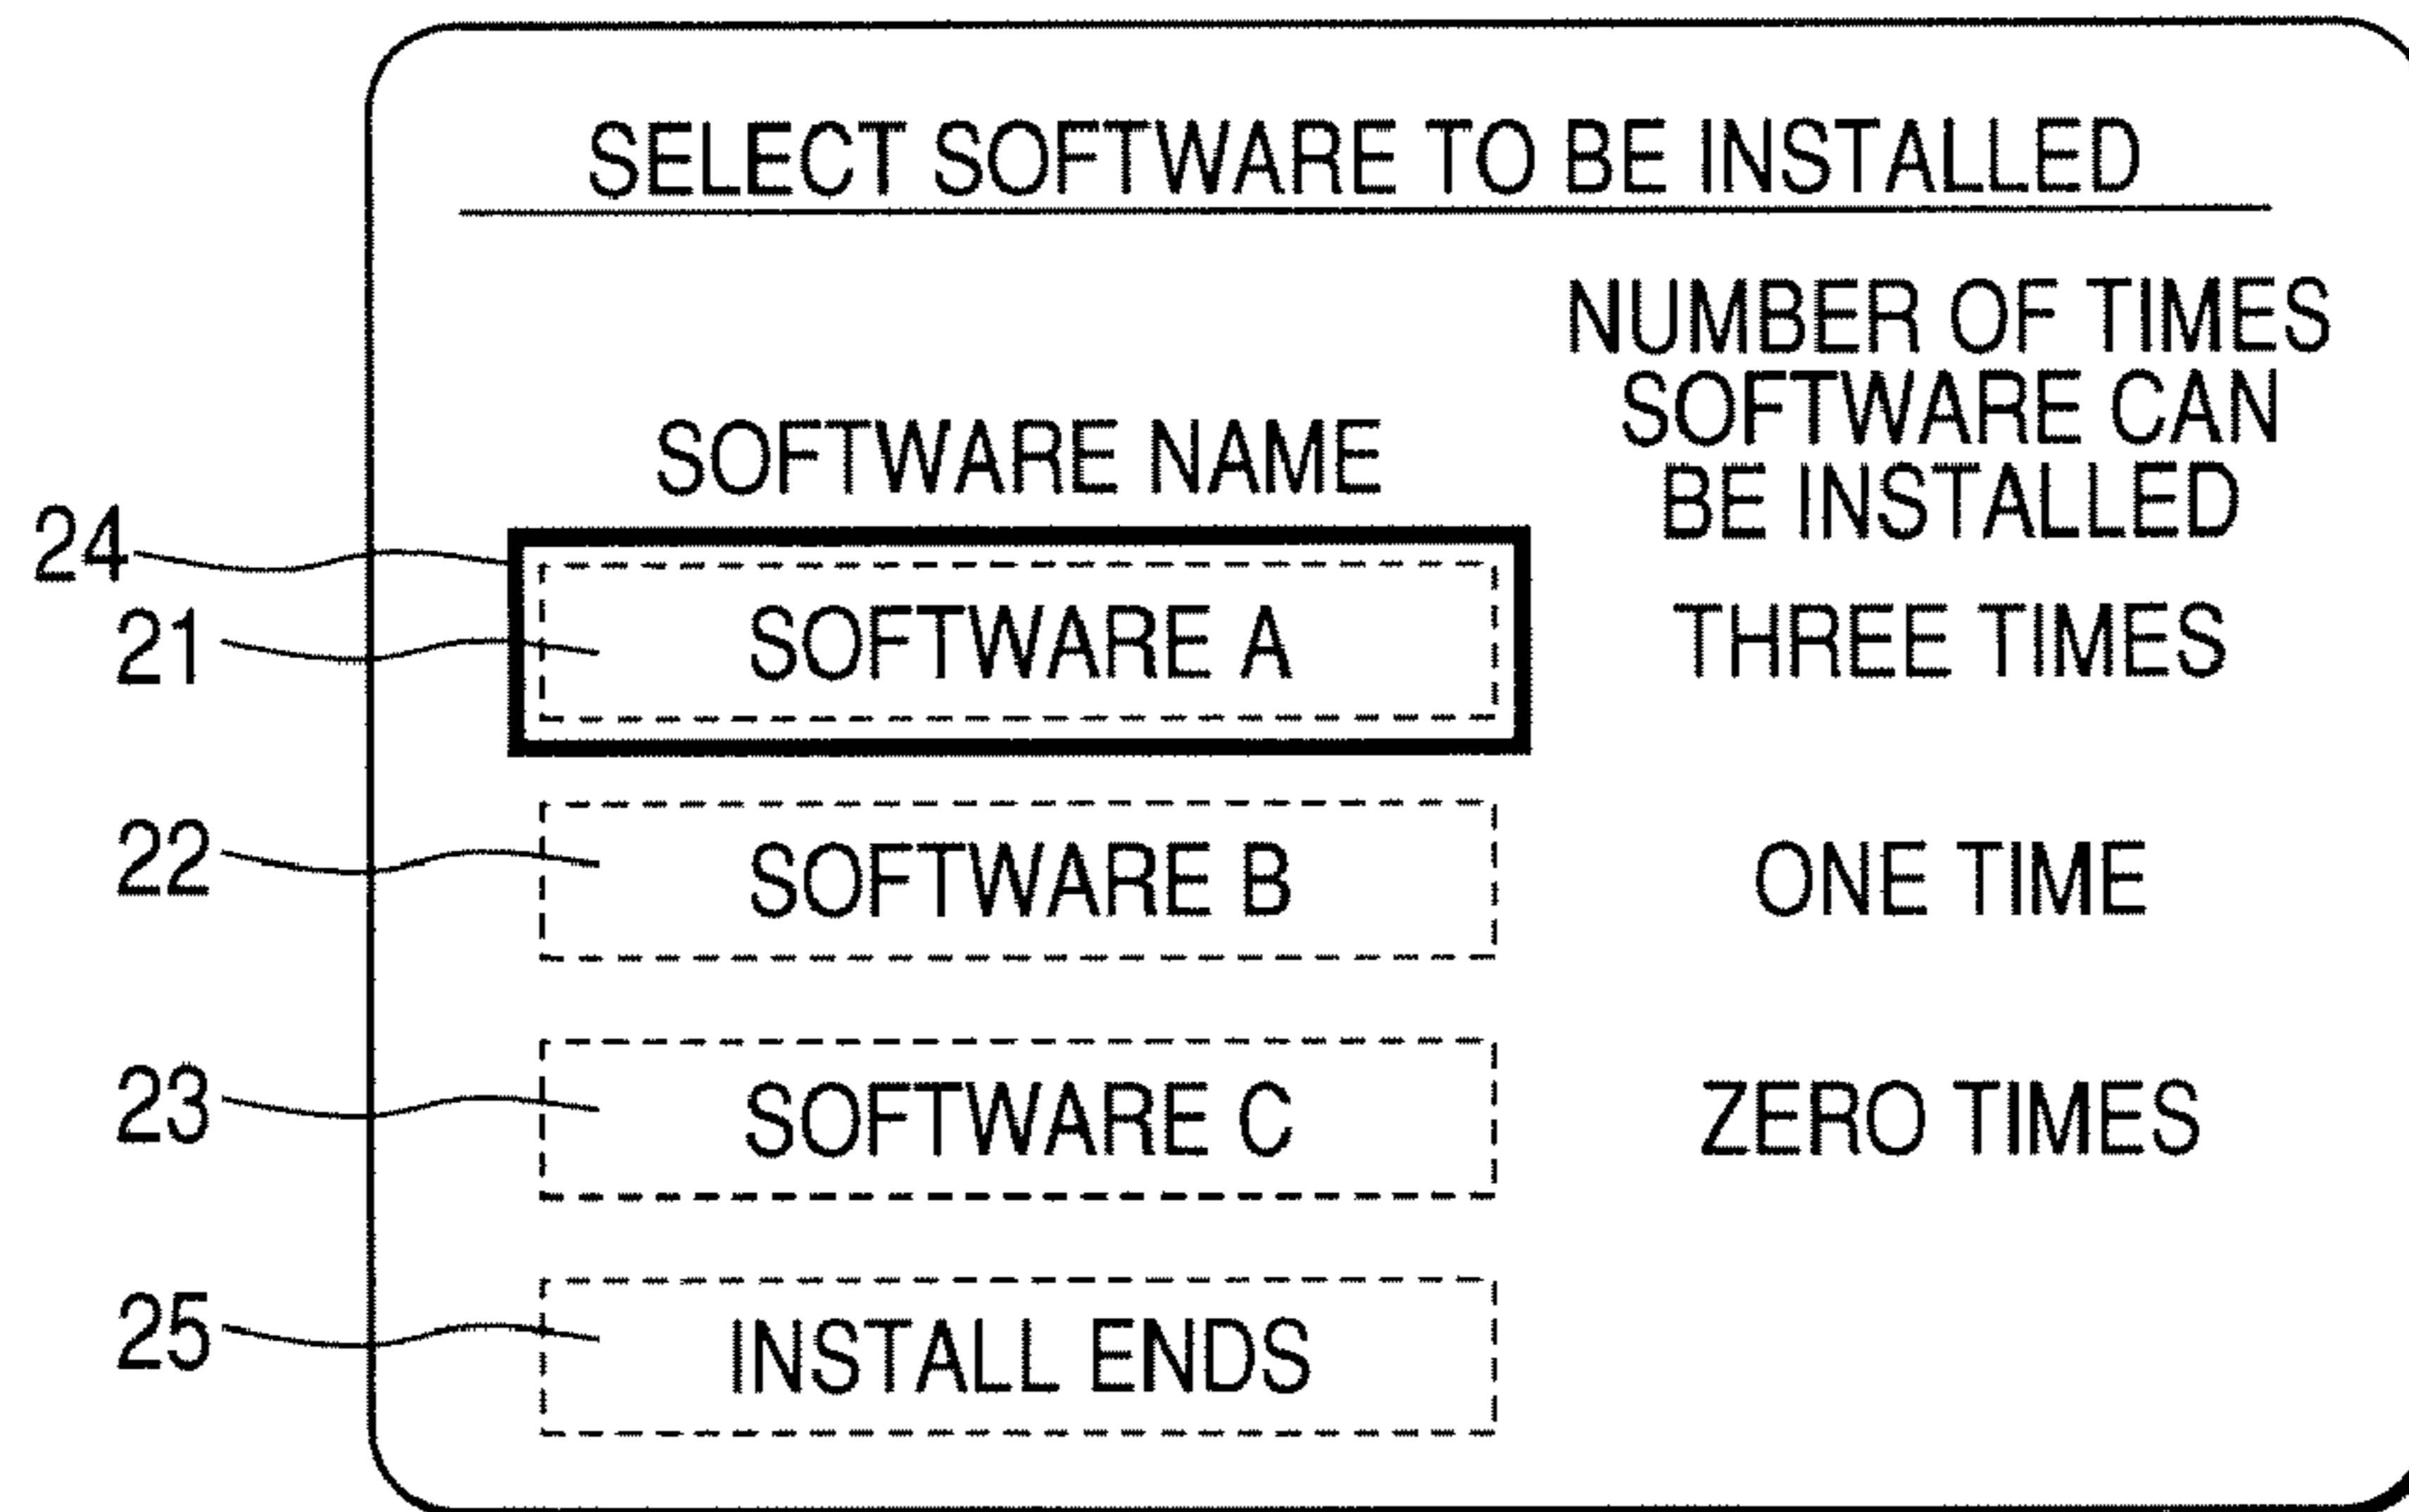 SELECT SOFTWARE TO BE INSTALLED
NUMBER OF TIMES
SOFTWARE CAN
BE INSTALLED
SOFTWARE NAME
24
21 SOFTWARE A THREE TIMES
22 SOFTWARE B ONE TIME
23 SOFTWARE C ZERO TIMES
25 INSTALL ENDS